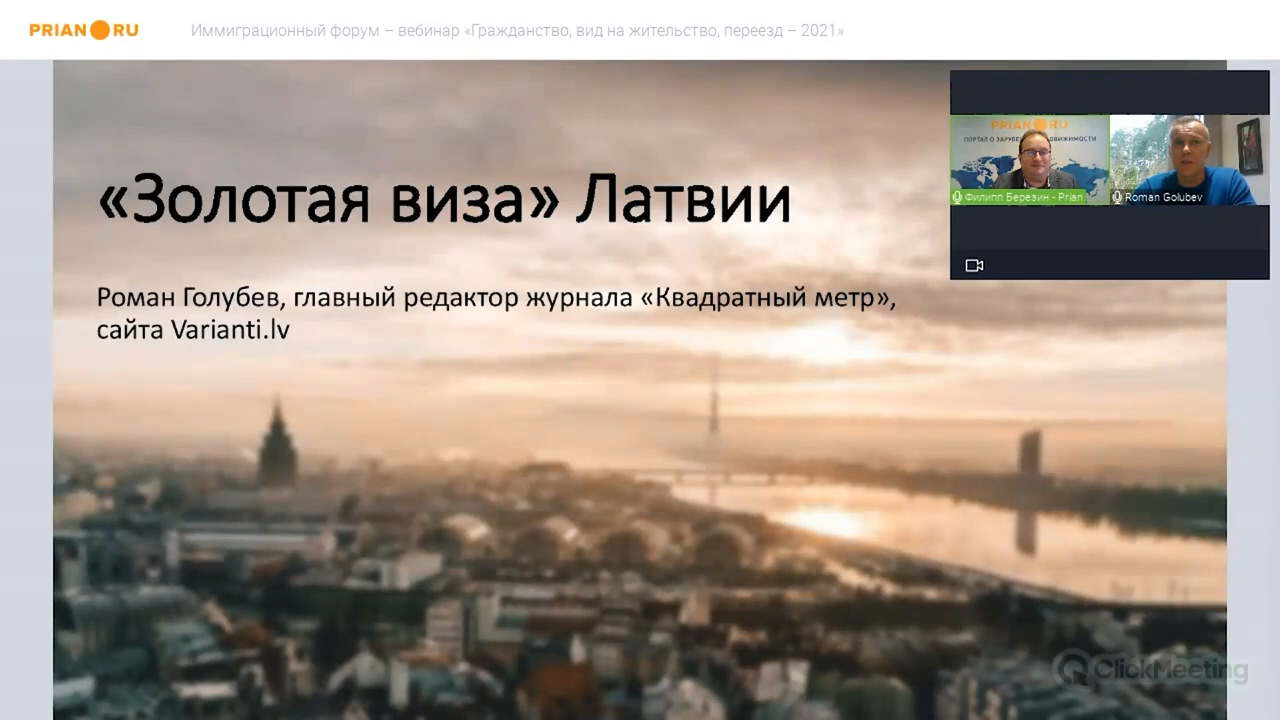 PRIAN RU
Иммиграционный форум – вебинар «Гражданство, вид на жительство, переезд – 2021»
«Золотая виза» Латвии
Роман Голубев, главный редактор журнала «Квадратный метр»,
сайта Varianti.lv
PRIAN RU
Филипп Березин - Prian
Roman Golubev
ClickMeeting